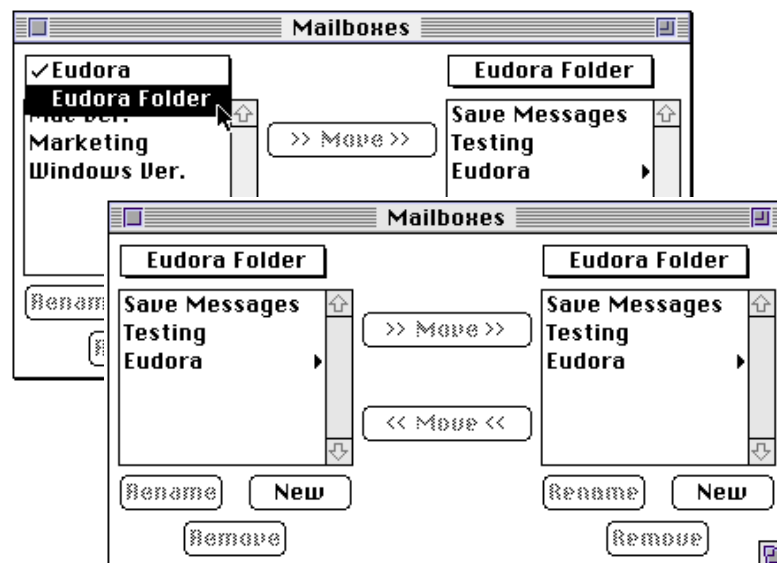 Mailboxes
✓Eudora
Eudora Folder
Marketing
Windows Ver.
>> Move >>
Eudora Folder
Save Messages
Testing
Eudora
Mailboxes
Eudora Folder
Save Messages
Testing
Eudora
Rename
New
Remove
>> Move >>
<< Move <<
Eudora Folder
Save Messages
Testing
Eudora
Rename
New
Remove